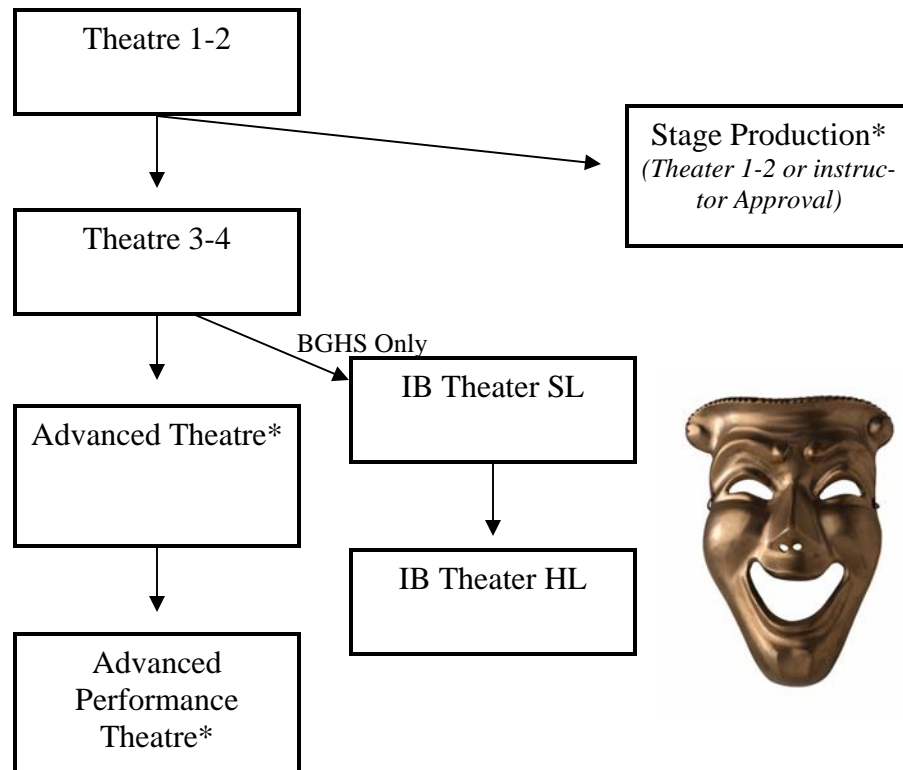 Theatre 1-2
Stage Production*
(Theater 1-2 or instruc-
tor Approval)
Theatre 3-4
BGHS Only
IB Theater SL
Advanced Theatre*
IB Theater HL
Advanced
Performance
Theatre*